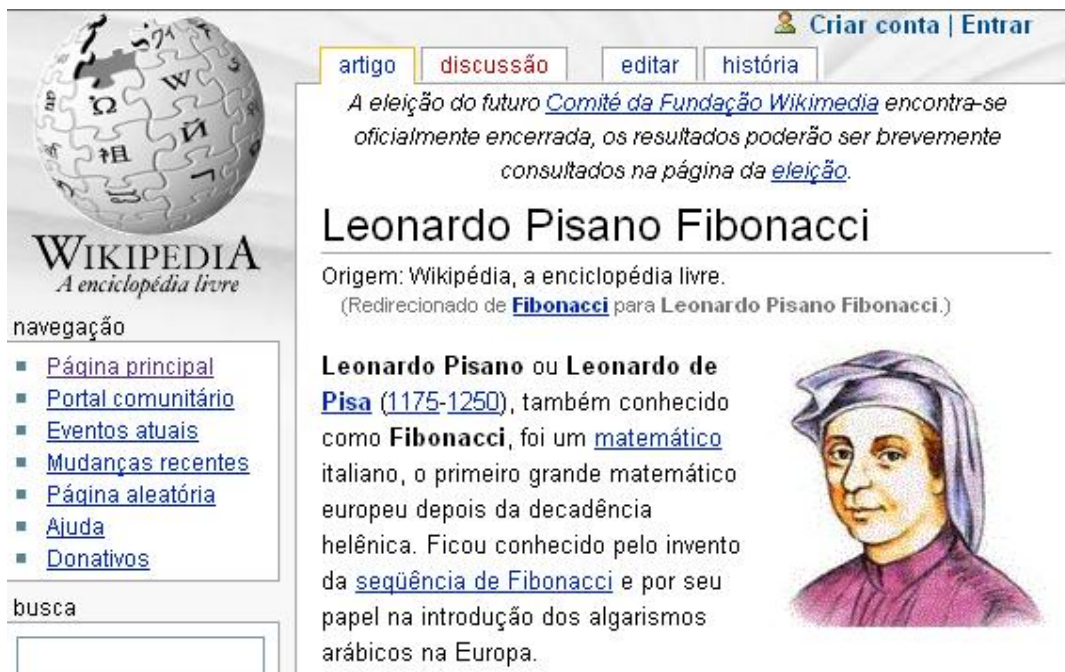 Criar conta | Entrar
artigo discussão editar história
A eleição do futuro Comité da Fundação Wikimedia encontra-se
oficialmente encerrada, os resultados poderão ser brevemente
consultados na página da eleição.
Ω W И 祖
WIKIPEDIA
A enciclopédia livre
navegação
Página principal
Portal comunitário
Eventos atuais
Mudanças recentes
Página aleatória
Ajuda
Donativos
busca
Leonardo Pisano Fibonacci
Origem: Wikipédia, a enciclopédia livre.
(Redirecionado de Fibonacci para Leonardo Pisano Fibonacci.)
Leonardo Pisano ou Leonardo de
Pisa (1175-1250), também conhecido
como Fibonacci, foi um matemático
italiano, o primeiro grande matemático
europeu depois da decadência
helênica. Ficou conhecido pelo invento
da seqüência de Fibonacci e por seu
papel na introdução dos algarismos
arábicos na Europa.